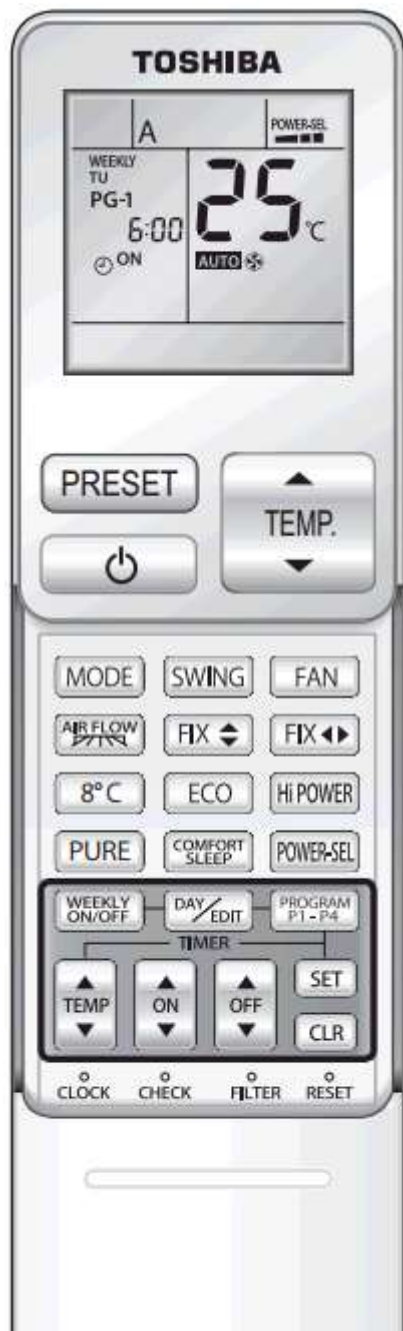 TOSHIBA
A POWER-SEL
WEEKLY
TU
PG-1
6:00
ON
25°C
AUTO
PRESET
TEMP.
MODE SWING FAN
AIR FLOW FIX FIX
8°C ECO Hi POWER
PURE COMFORT SLEEP POWER-SEL
WEEKLY ON/OFF DAY/EDIT PROGRAM P1-P4
TIMER
TEMP ON OFF SET
CLR
CLOCK CHECK FILTER RESET